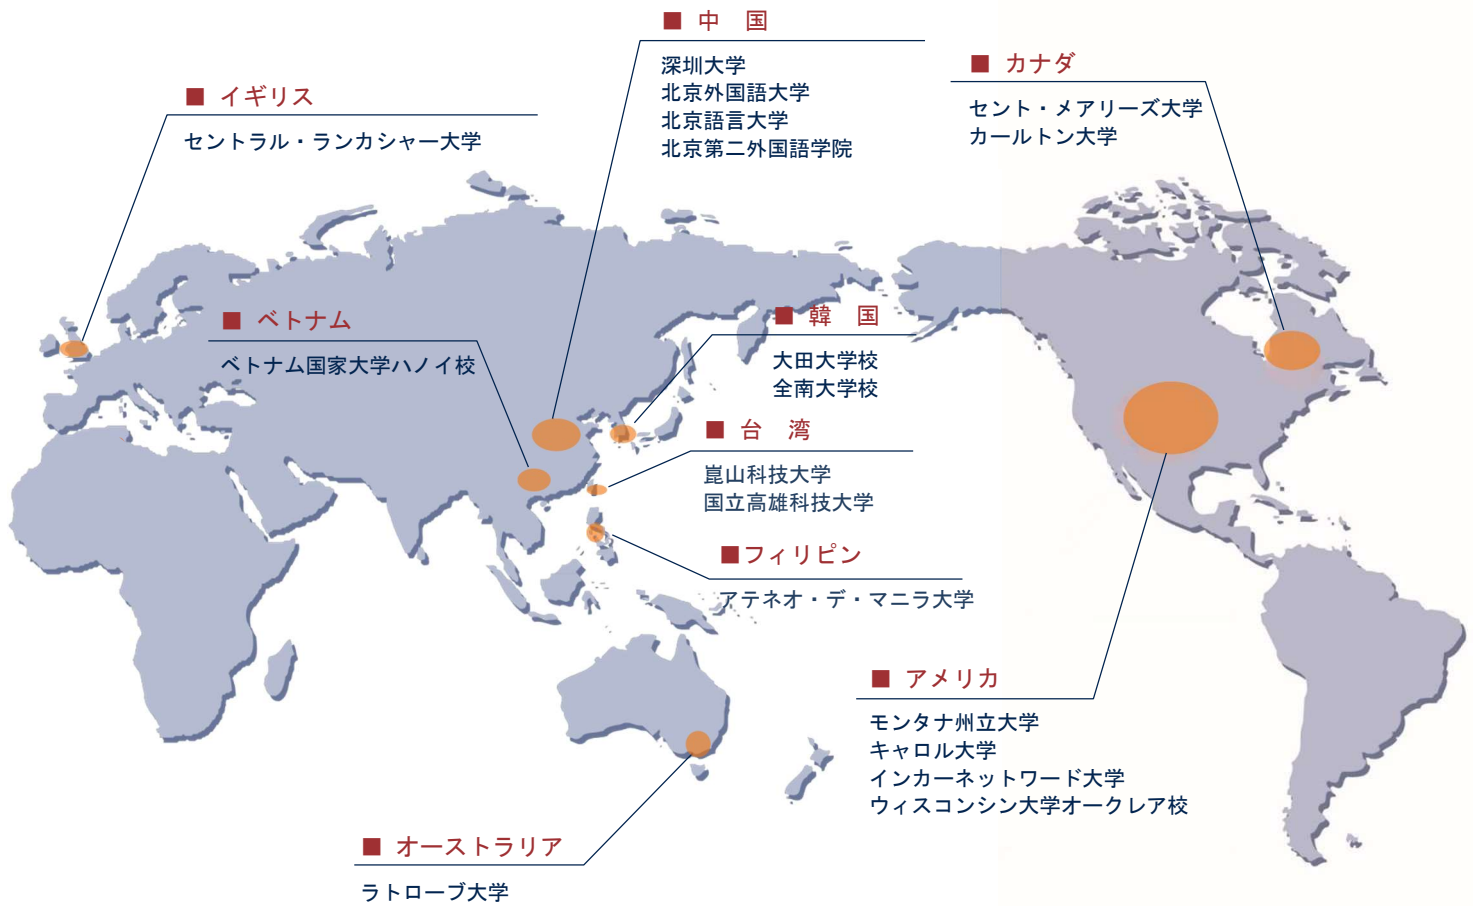 ■ 中　国
深圳大学
北京外国語大学
北京語言大学
北京第二外国語学院
■ カナダ
セント・メアリーズ大学
カールトン大学
■ イギリス
セントラル・ランカシャー大学
■ ベトナム
ベトナム国家大学ハノイ校
■ 韓　国
大田大学校
全南大学校
■ 台　湾
崑山科技大学
国立高雄科技大学
■フィリピン
アテネオ・デ・マニラ大学
■ アメリカ
モンタナ州立大学
キャロル大学
インカーネットワード大学
ウィスコンシン大学オークレア校
■ オーストラリア
ラトローブ大学